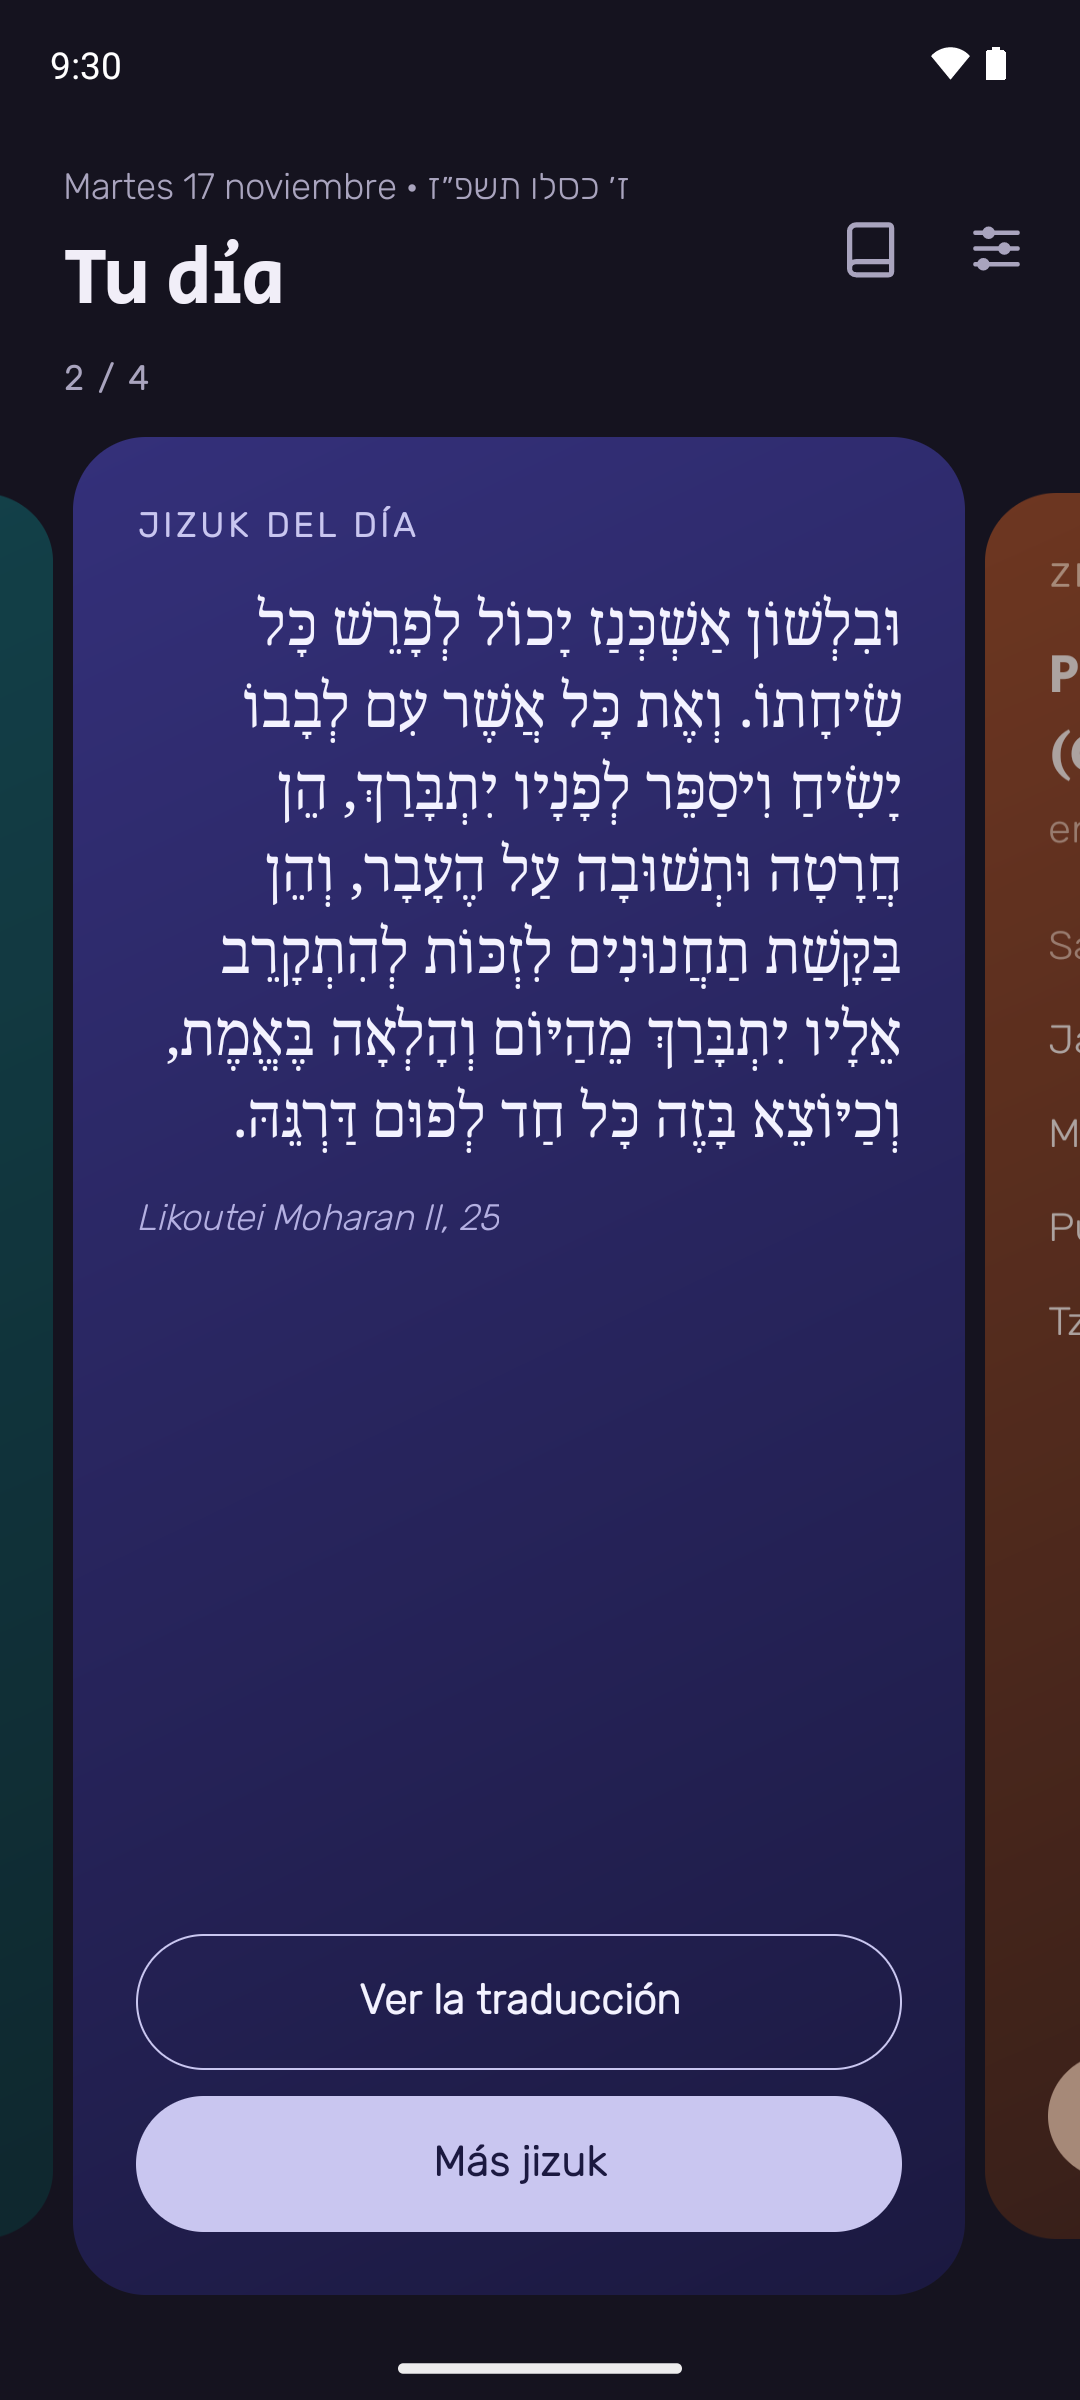 9:30
Martes 17 noviembre • ז׳ כסלו תשפ״ז
Tu día
2 / 4
JIZUK DEL DÍA
וּבִלְשׁוֹן אַשְׁכְּנַז יָכוֹל לְפָרֵשׁ כָּל
שִׂיחָתוֹ. וְאֶת כָּל אֲשֶׁר עִם לְבָבוֹ
יָשִׂיחַ וִיסַפֵּר לְפָנָיו יִתְבָּרַךְ, הֵן
חֲרָטָה וּתְשׁוּבָה עַל הֶעָבָר, וְהֵן
בַּקָּשַׁת תַּחֲנוּנִים לִזְכּוֹת לְהִתְקָרֵב
אֵלָיו יִתְבָּרַךְ מֵהַיּוֹם וְהָלְאָה בֶּאֱמֶת,
וְכַיּוֹצֵא בָּזֶה כָּל חַד לְפוּם דַּרְגֵּהּ.
Likoutei Moharan II, 25
Ver la traducción
Más jizuk